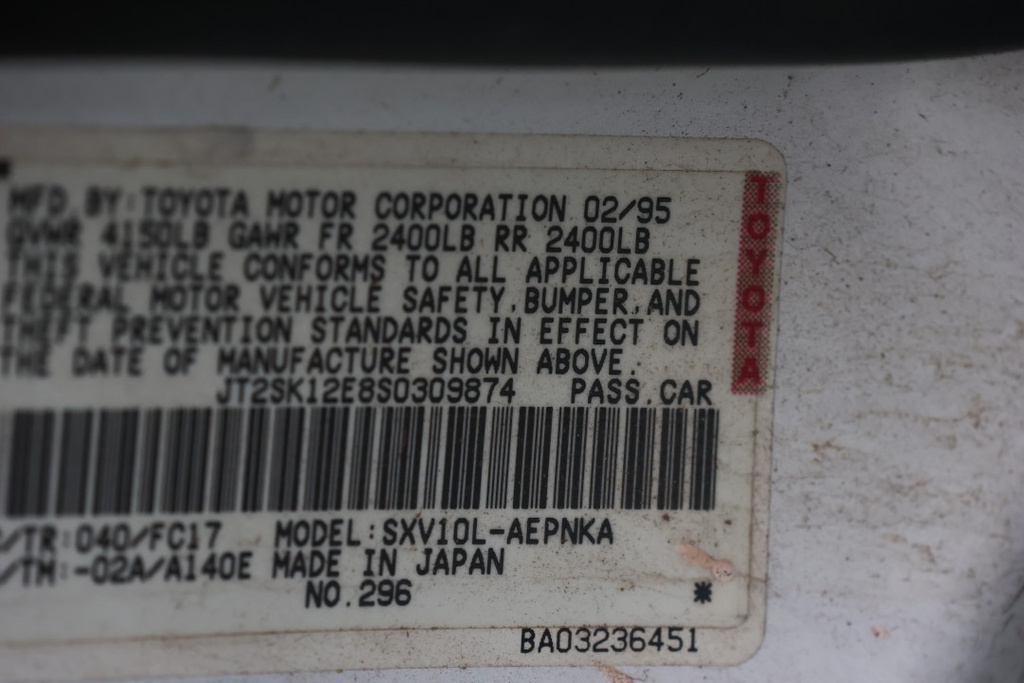 MFD. BY: TOYOTA MOTOR CORPORATION 02/95
GVWR 4150LB GAWR FR 2400LB RR 2400LB
THIS VEHICLE CONFORMS TO ALL APPLICABLE
FEDERAL MOTOR VEHICLE SAFETY, BUMPER, AND
THEFT PREVENTION STANDARDS IN EFFECT ON
THE DATE OF MANUFACTURE SHOWN ABOVE.
JT2SK12E8S0309874 PASS. CAR
/TR: 040/FC17 MODEL: SXV10L-AEPNKA
/TM: -02A/A140E MADE IN JAPAN
NO. 296 *
BA03236451
TOYOTA